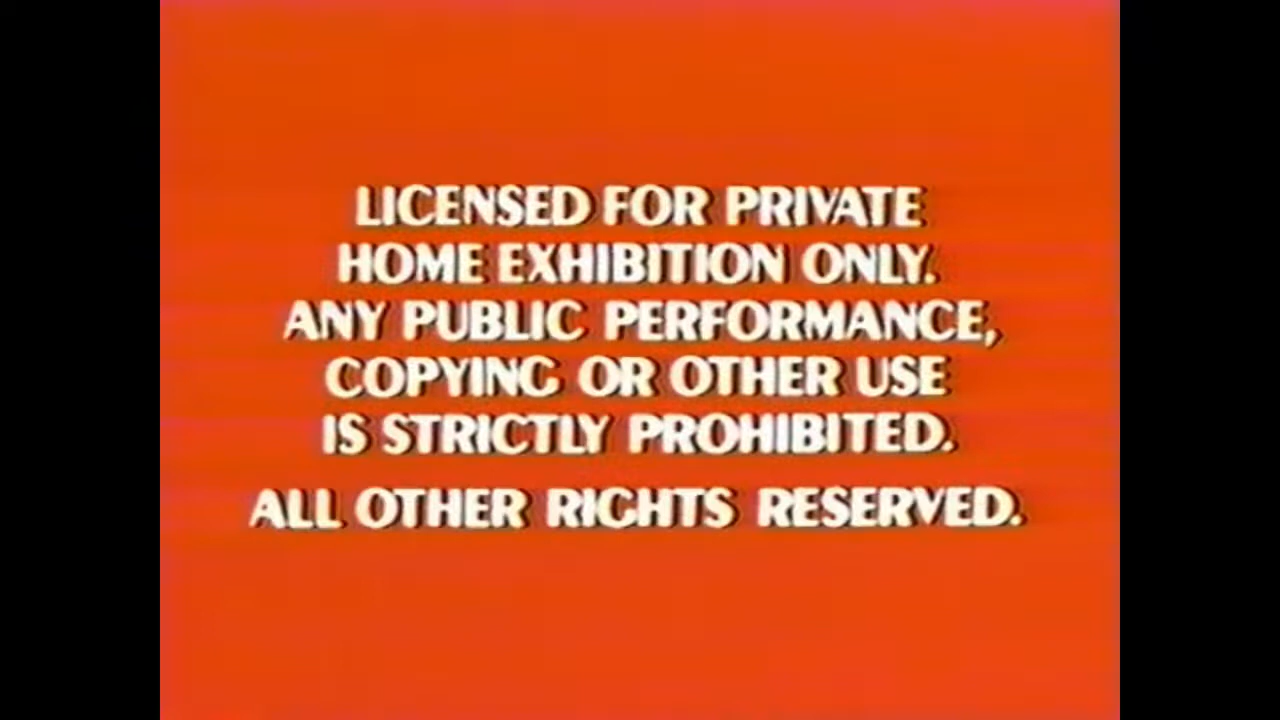 LICENSED FOR PRIVATE
HOME EXHIBITION ONLY.
ANY PUBLIC PERFORMANCE,
COPYING OR OTHER USE
IS STRICTLY PROHIBITED.
ALL OTHER RIGHTS RESERVED.